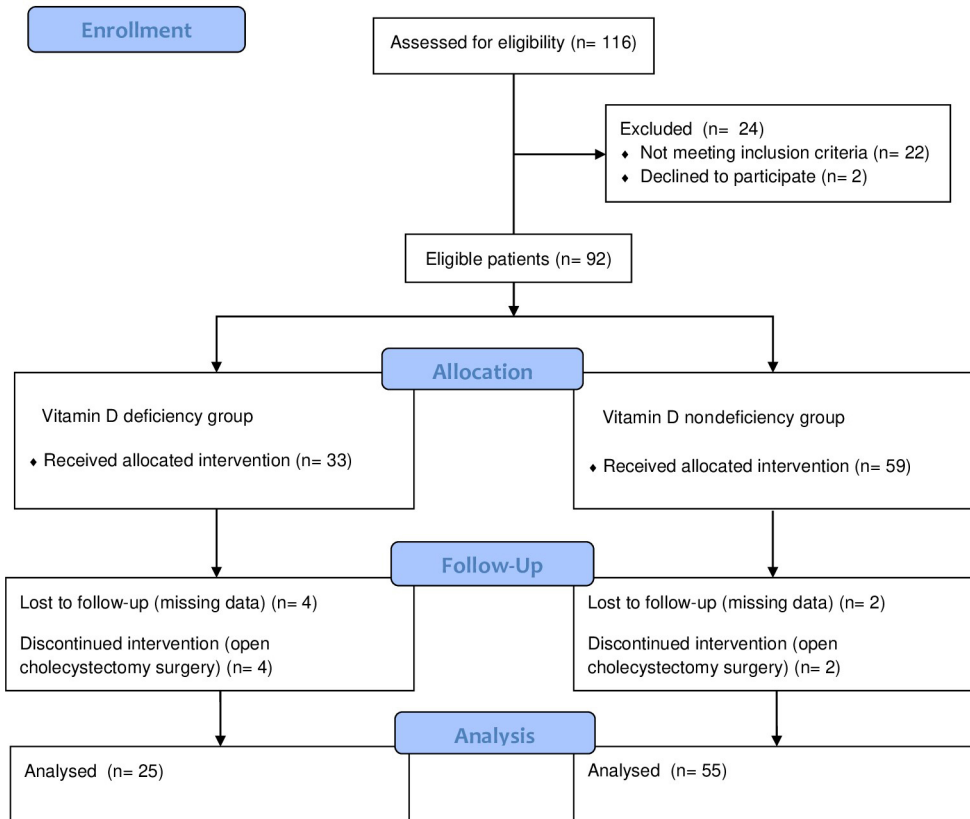 Enrollment
Assessed for eligibility (n= 116)
Excluded (n= 24)
♦ Not meeting inclusion criteria (n= 22)
♦ Declined to participate (n= 2)
Eligible patients (n= 92)
Allocation
Vitamin D deficiency group
♦ Received allocated intervention (n= 33)
Vitamin D nondeficiency group
♦ Received allocated intervention (n= 59)
Follow-Up
Lost to follow-up (missing data) (n= 4)
Discontinued intervention (open
cholecystectomy surgery) (n= 4)
Lost to follow-up (missing data) (n= 2)
Discontinued intervention (open
cholecystectomy surgery) (n= 2)
Analysis
Analysed (n= 25)
Analysed (n= 55)